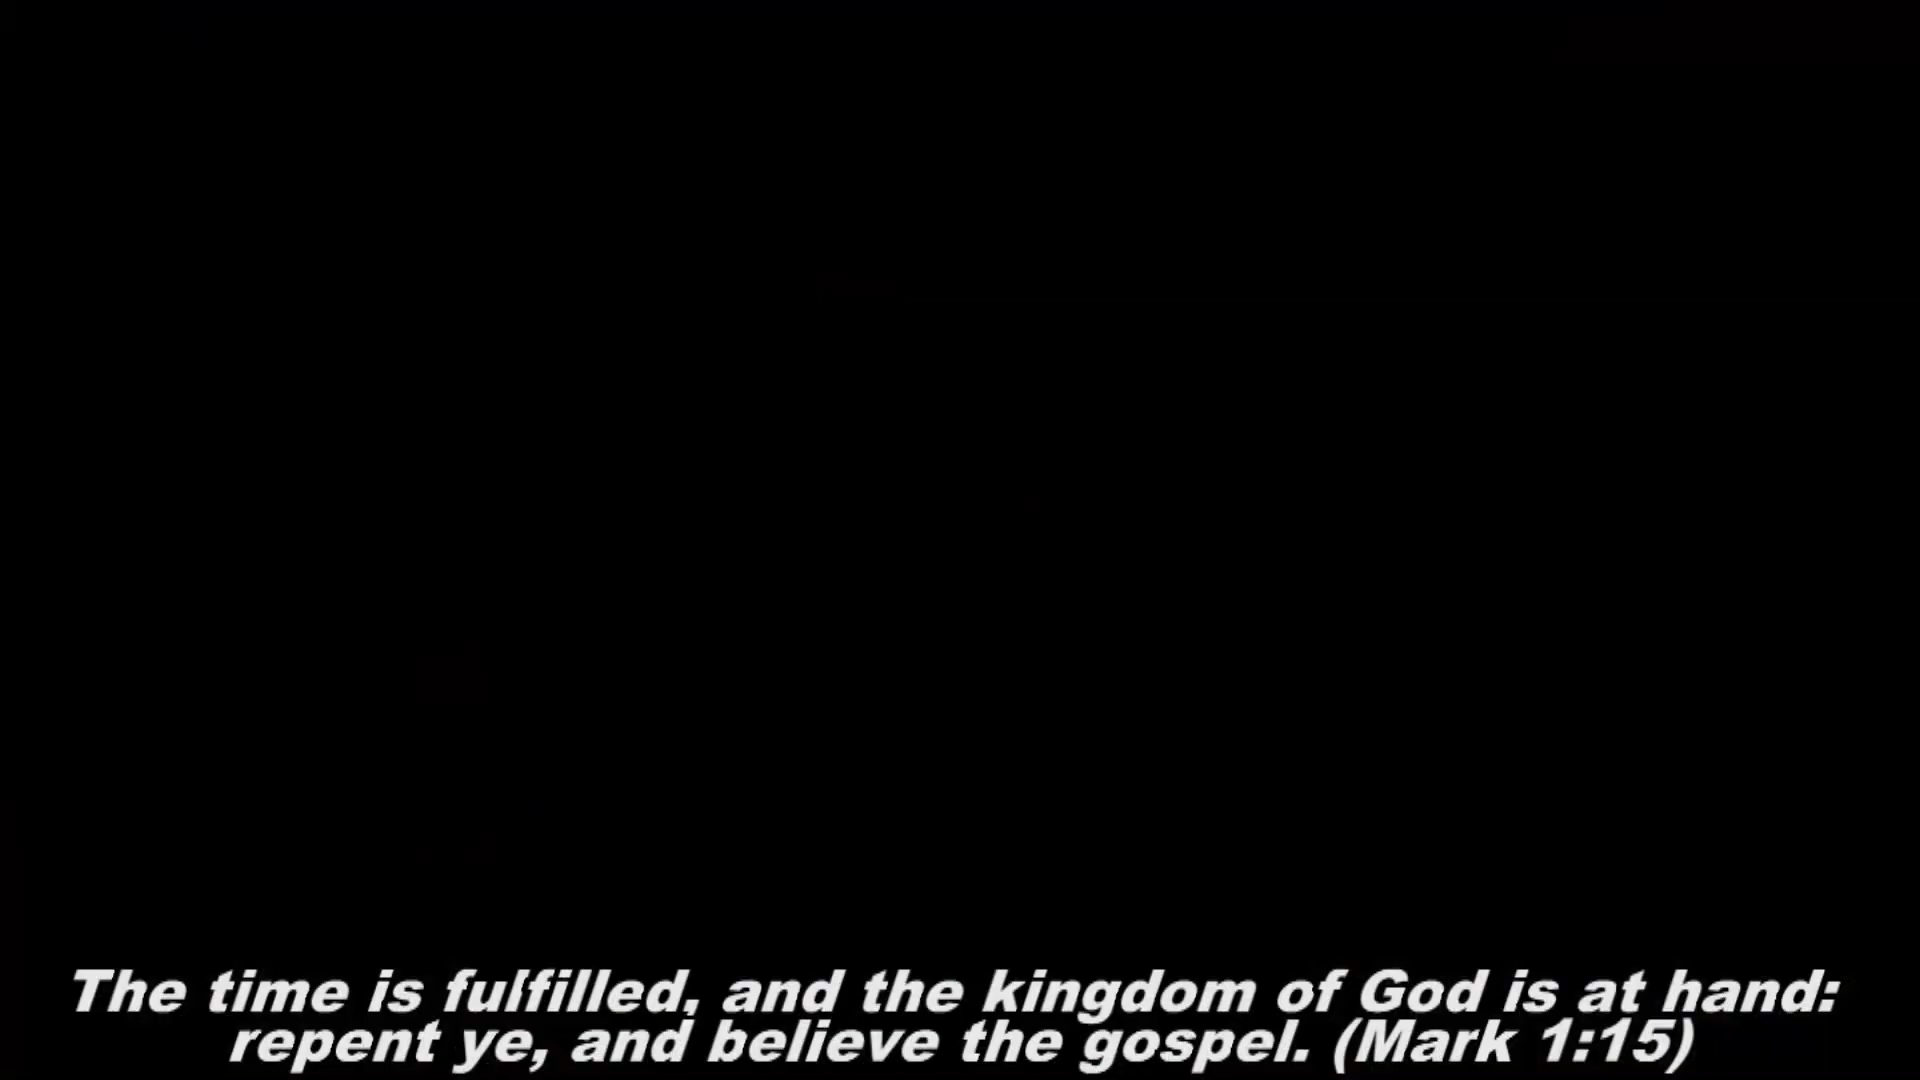 The time is fulfilled, and the kingdom of God is at hand:
repent ye, and believe the gospel. (Mark 1:15)